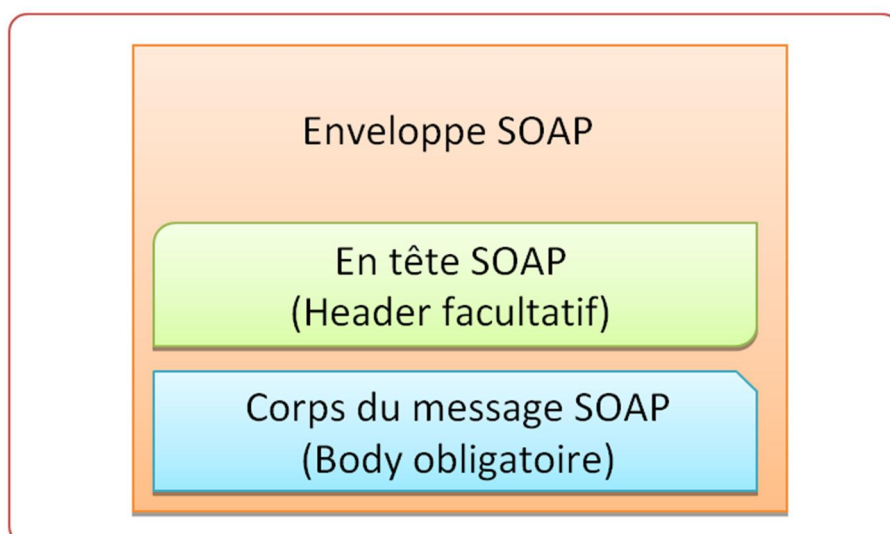 Enveloppe SOAP
En tête SOAP
(Header facultatif)
Corps du message SOAP
(Body obligatoire)